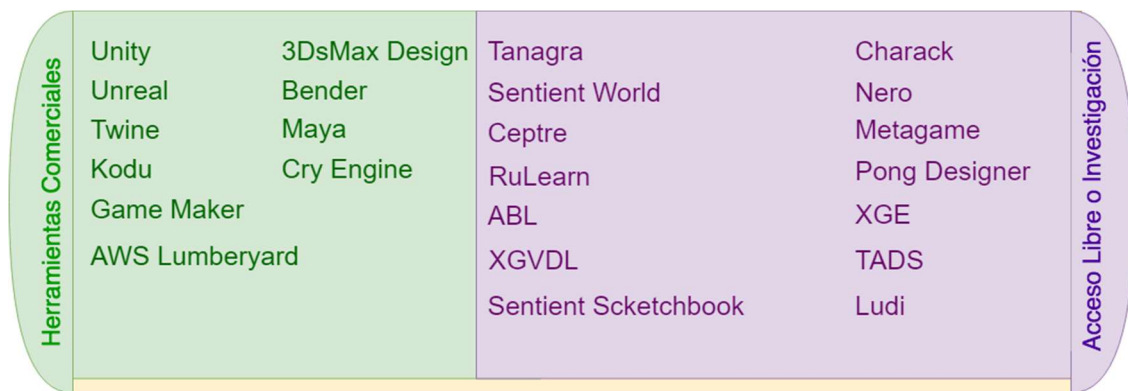 Herramientas Comerciales
Unity
Unreal
Twine
Kodu
Game Maker
AWS Lumberyard
3DsMax Design
Bender
Maya
Cry Engine
Tanagra
Sentient World
Ceptre
RuLearn
ABL
XGVDL
Sentient Scketchbook
Charack
Nero
Metagame
Pong Designer
XGE
TADS
Ludi
Acceso Libre o Investigación